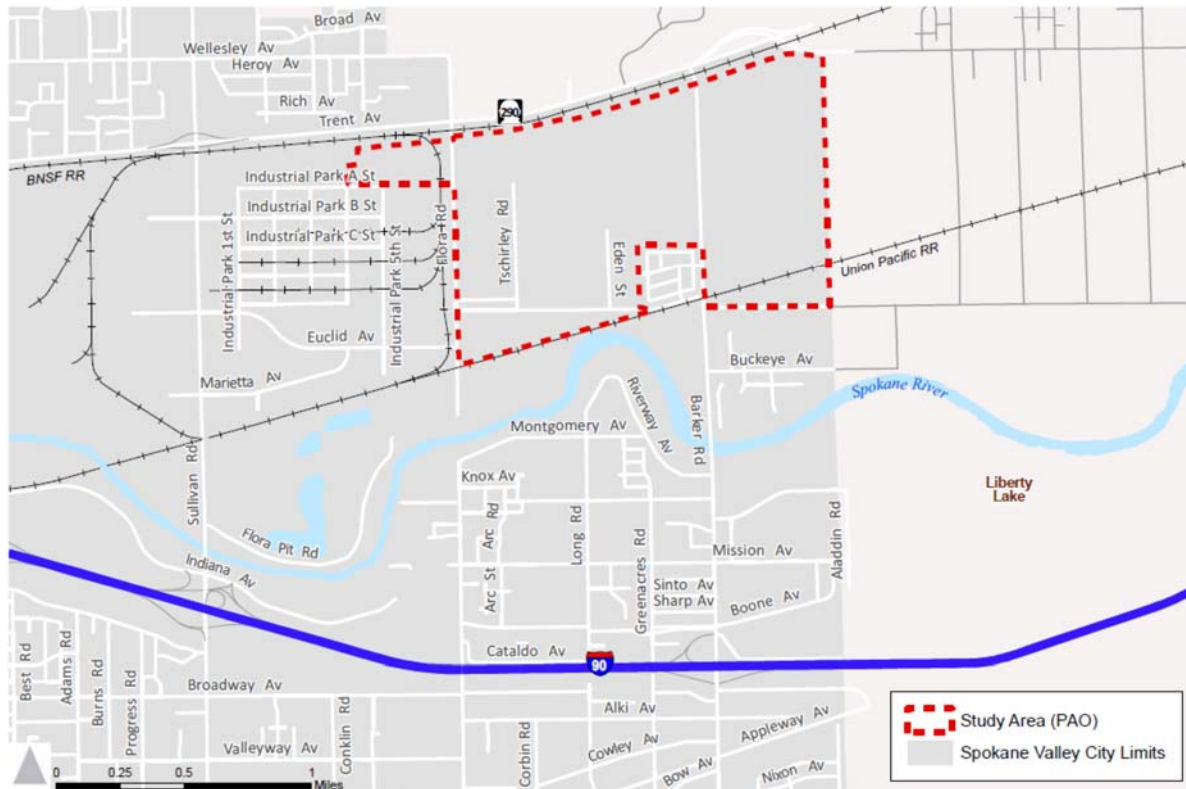 Broad Av
Wellesley Av
Heroy Av
Rich Av
Trent Av
290
BNSF RR
Industrial Park A St
Industrial Park B St
Industrial Park C St
Industrial Park 1st St
Industrial Park 5th St
Flora Rd
Tschirley Rd
Eden St
Union Pacific RR
Euclid Av
Marietta Av
Buckeye Av
Spokane River
Riverway Av
Barker Rd
Montgomery Av
Sullivan Rd
Knox Av
Liberty
Lake
Flora Pit Rd
Indiana Av
Arc St
Arc Rd
Long Rd
Greenacres Rd
Mission Av
Aladdin Rd
Sinto Av
Sharp Av
Boone Av
Cataldo Av
90
Best Rd
Adams Rd
Burns Rd
Progress Rd
Broadway Av
Conklin Rd
Alki Av
Appleway Av
Corbin Rd
Cowley Av
Valleyway Av
Bow Av
Nixon Av
Study Area (PAO)
Spokane Valley City Limits
0 0.25 0.5 1
Miles